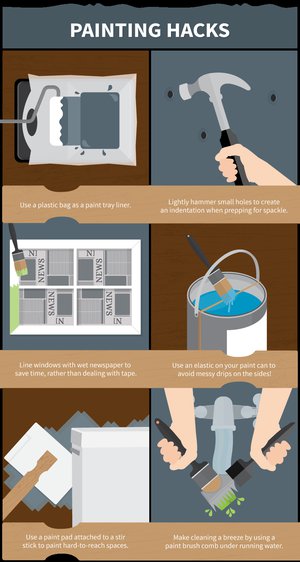 PAINTING HACKS
Use a plastic bag as a paint tray liner.
Lightly hammer small holes to create
an indentation when prepping for spackle.
NEWS
NEWS
NEWS
NEWS
Line windows with wet newspaper to
save time, rather than dealing with tape.
Use an elastic on your paint can to
avoid messy drips on the sides!
Use a paint pad attached to a stir
stick to paint hard-to-reach spaces.
Make cleaning a breeze by using a
paint brush comb under running water.